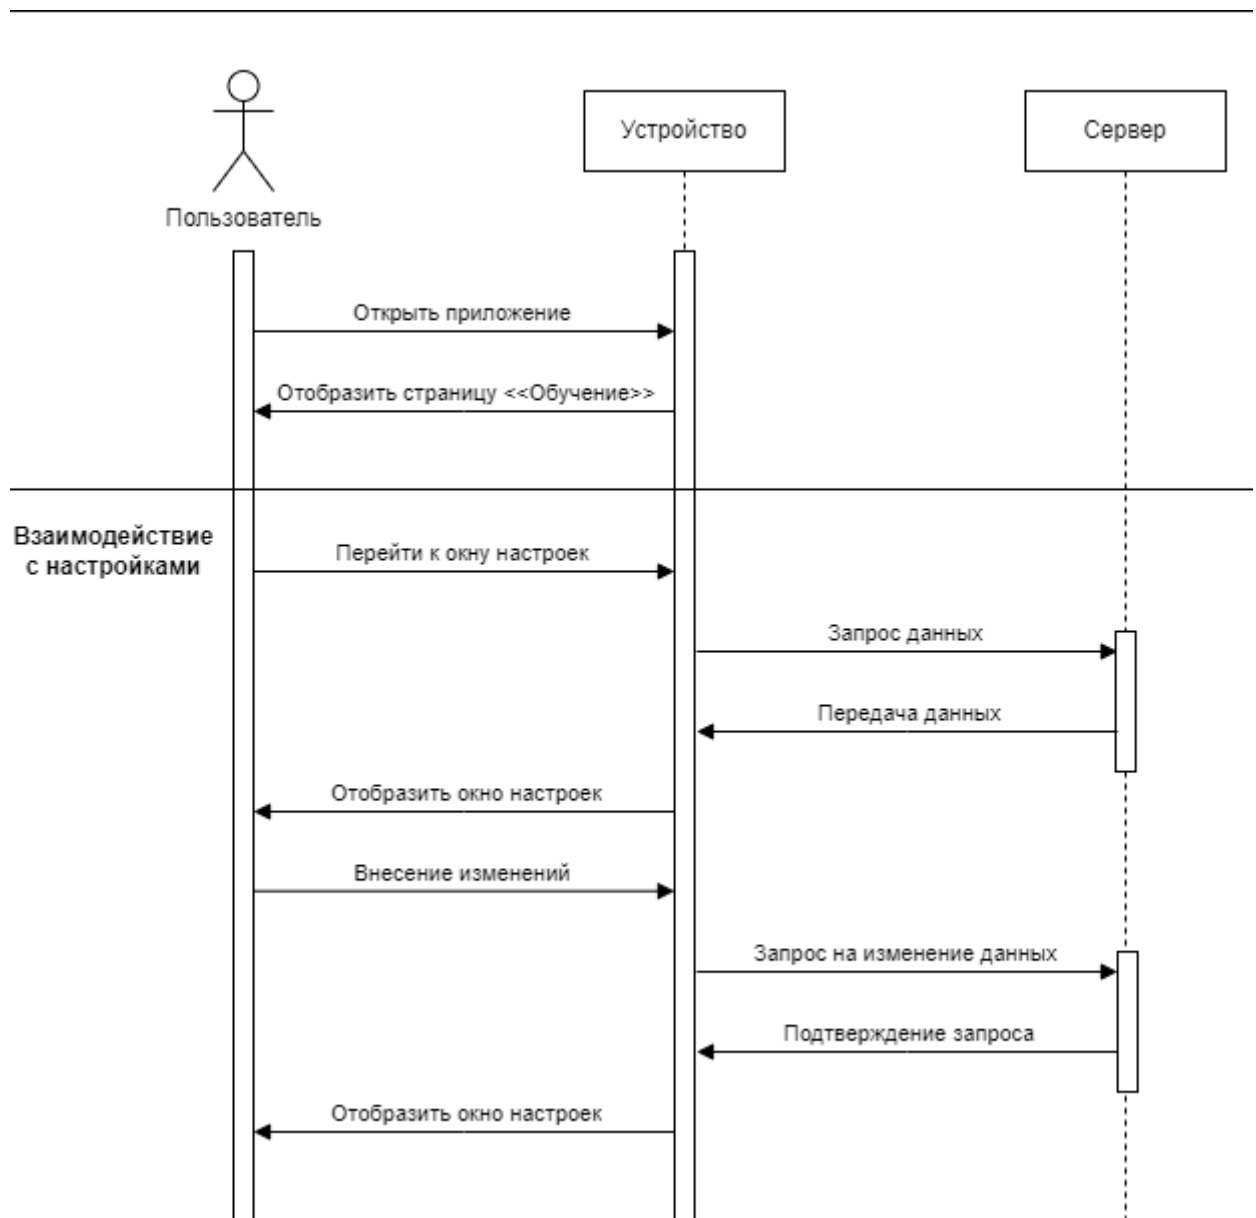 Пользователь
Устройство
Сервер
Открыть приложение
Отобразить страницу <<Обучение>>
Взаимодействие
с настройками
Перейти к окну настроек
Запрос данных
Передача данных
Отобразить окно настроек
Внесение изменений
Запрос на изменение данных
Подтверждение запроса
Отобразить окно настроек